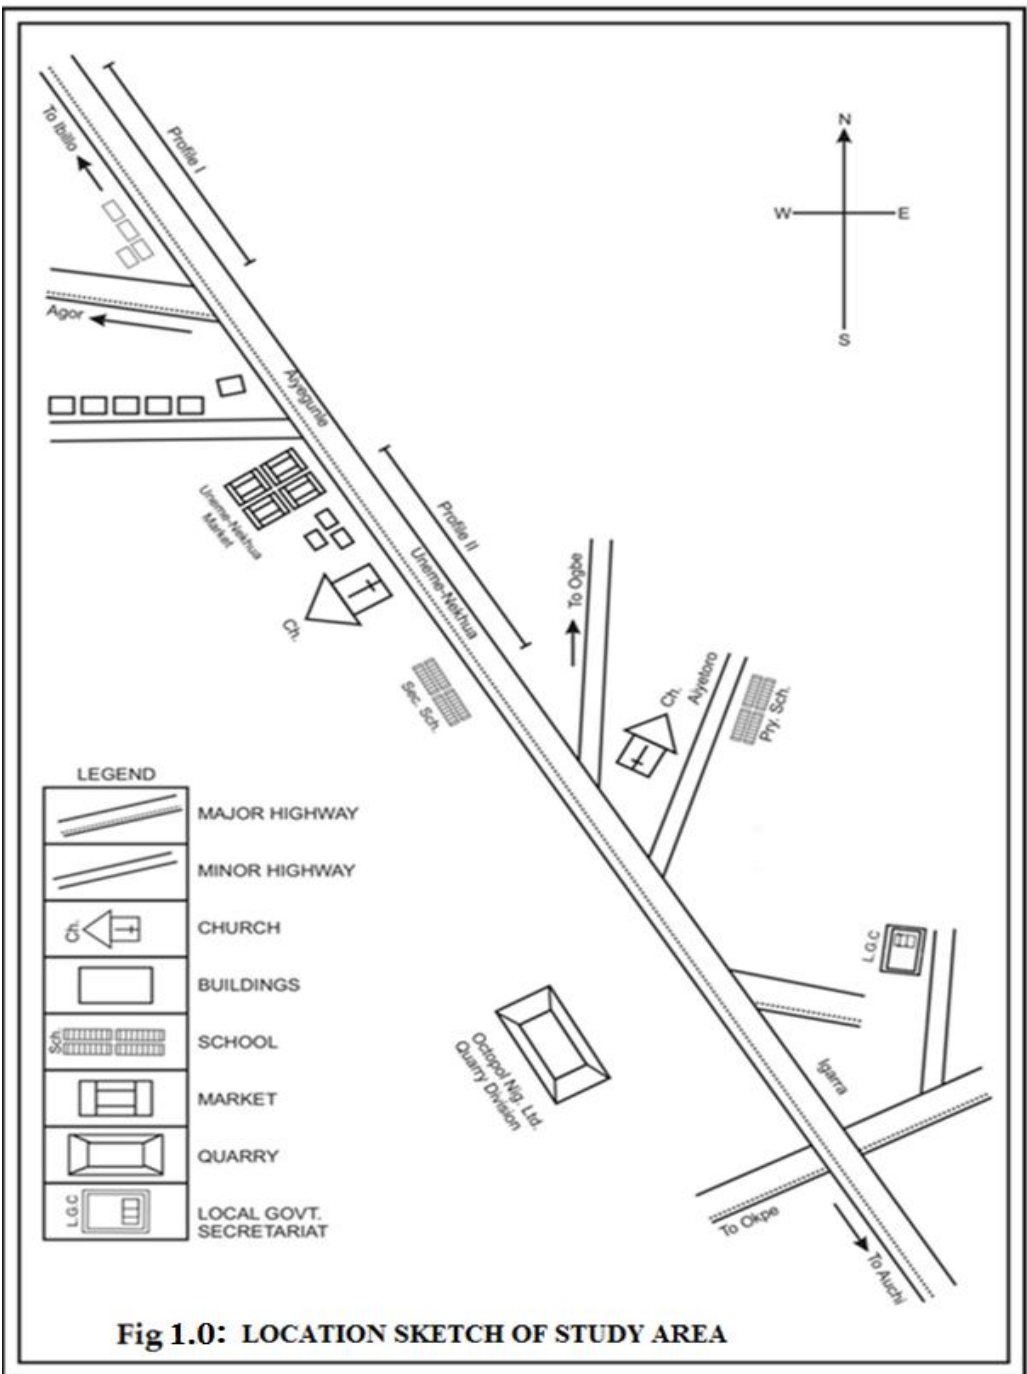 To Ibillo
Profile I
N
W
E
S
Agor
Aiyegunle
Uneme-Nekhua
Market
Profile II
Uneme-Nekhua
Ch.
Sec. Sch.
To Ogbe
Ch.
Aiyetoro
Pry. Sch.
L.G.C
Octopol Nig. Ltd.
Quarry Division
Igarra
To Okpe
To Auchi
LEGEND
MAJOR HIGHWAY
MINOR HIGHWAY
Ch.
CHURCH
BUILDINGS
Sch.
SCHOOL
MARKET
QUARRY
L.G.C
LOCAL GOVT.
SECRETARIAT
Fig 1.0: LOCATION SKETCH OF STUDY AREA